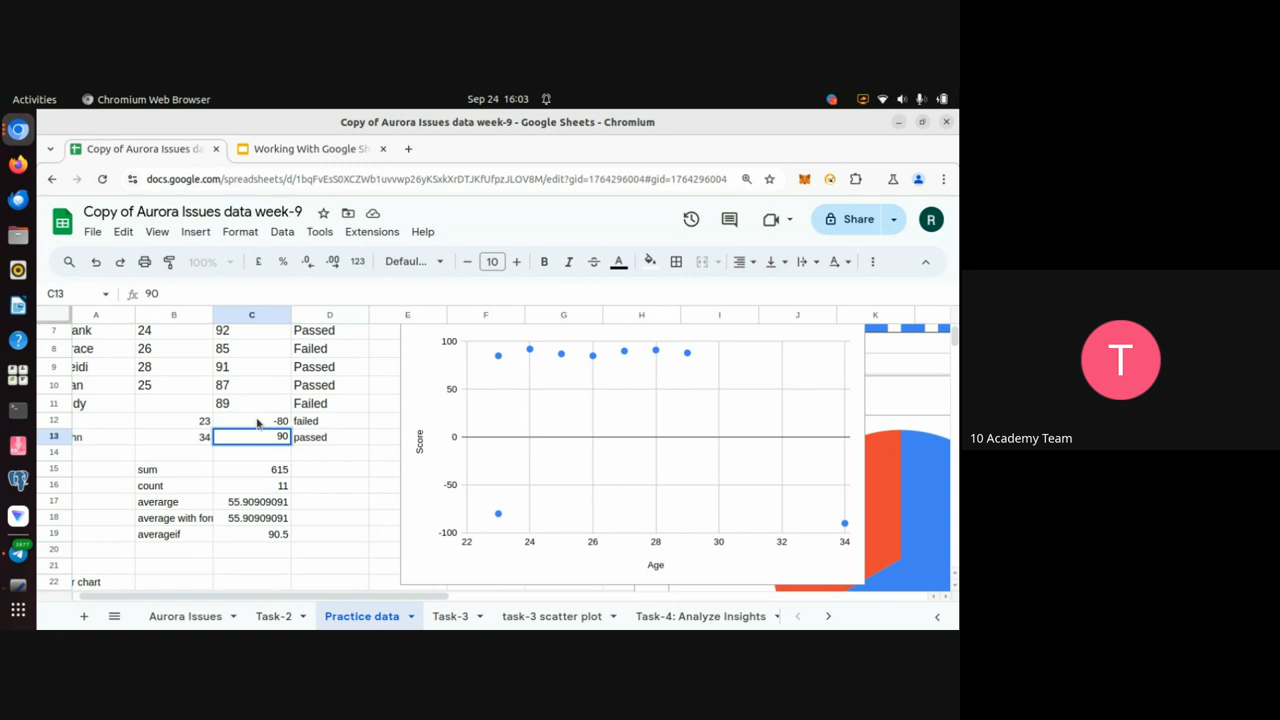 Activities
Chromium Web Browser
Sep 24 16:03
Copy of Aurora Issues data week-9 - Google Sheets - Chromium
Copy of Aurora Issues da
Working With Google Sh
docs.google.com/spreadsheets/d/1bqFvEsS0XCZWb1uvvwp26yKSxkXrDTJKfUfpzJLOV8M/edit?gid=1764296004#gid=1764296004
Copy of Aurora Issues data week-9
File Edit View Insert Format Data Tools Extensions Help
Share
R
100% £ % .0 .00 123 Defaul... 10 B I S A
C13 fx 90
A B C D E F G H I J K
7 ank 24 92 Passed
8 ace 26 85 Failed
9 eidi 28 91 Passed
10 an 25 87 Passed
11 dy 89 Failed
12 23 -80 failed
13 hn 34 90 passed
14
15 sum 615
16 count 11
17 averarge 55.90909091
18 average with for 55.90909091
19 averageif 90.5
20
21
22 r chart
100
50
0
-50
-100
Score
22 24 26 28 30 32 34
Age
Aurora Issues Task-2 Practice data Task-3 task-3 scatter plot Task-4: Analyze Insights
T
10 Academy Team